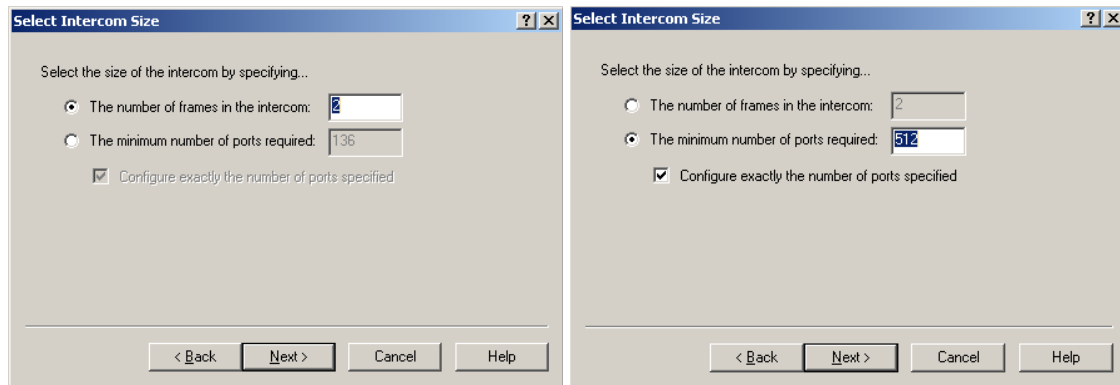 Select Intercom Size
Select the size of the intercom by specifying...
The number of frames in the intercom: 2
The minimum number of ports required: 136
Configure exactly the number of ports specified
< Back Next > Cancel Help
Select Intercom Size
Select the size of the intercom by specifying...
The number of frames in the intercom: 2
The minimum number of ports required: 512
Configure exactly the number of ports specified
< Back Next > Cancel Help